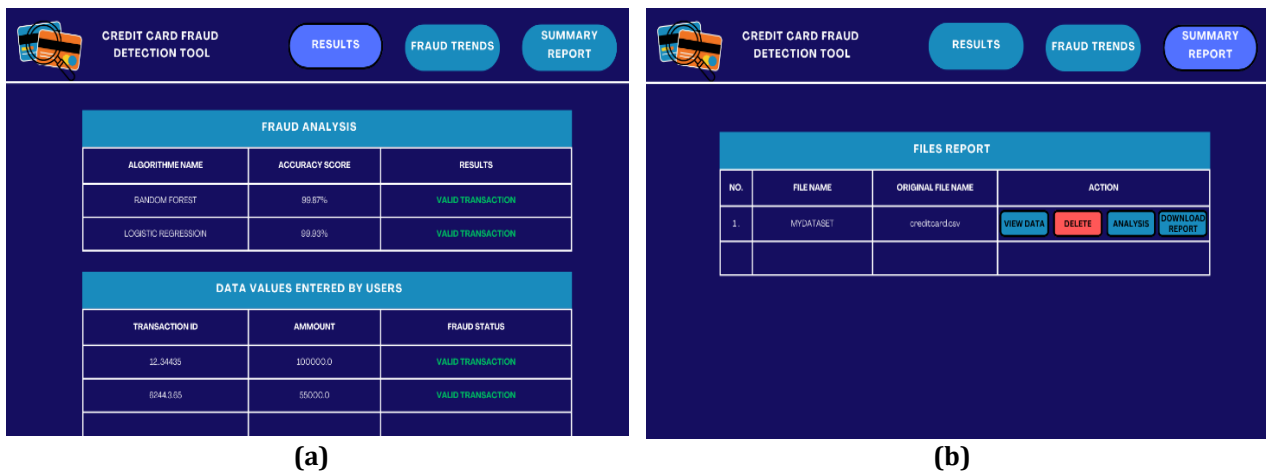 CREDIT CARD FRAUD
DETECTION TOOL
RESULTS
FRAUD TRENDS
SUMMARY
REPORT
FRAUD ANALYSIS
ALGORITHME NAME ACCURACY SCORE RESULTS
RANDOM FOREST 99.87% VALID TRANSACTION
LOGISTIC REGRESSION 99.93% VALID TRANSACTION
DATA VALUES ENTERED BY USERS
TRANSACTION ID AMMOUNT FRAUD STATUS
12.34435 100000.0 VALID TRANSACTION
6244.3.65 55000.0 VALID TRANSACTION
(a)
CREDIT CARD FRAUD
DETECTION TOOL
RESULTS
FRAUD TRENDS
SUMMARY
REPORT
FILES REPORT
NO. FILE NAME ORIGINAL FILE NAME ACTION
1. MYDATASET creditcard.csv VIEW DATA DELETE ANALYSIS DOWNLOAD
REPORT
(b)